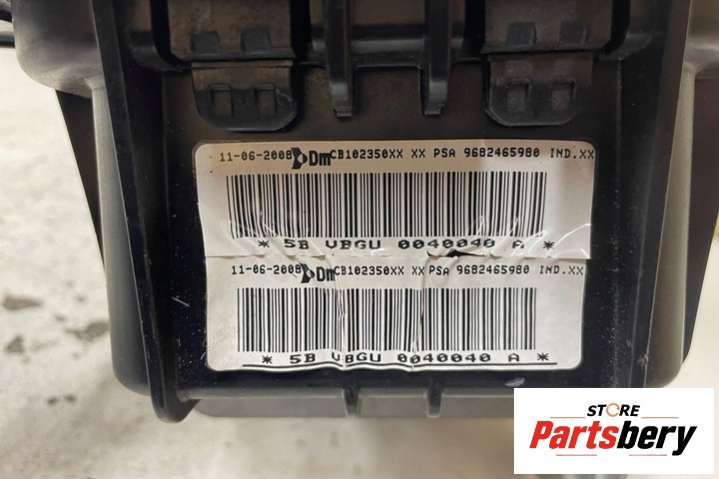 11-06-2008 Dm CB102350XX XX PSA 9682465980 IND.XX
* 5B VBGU 0040040 A *
11-06-2008 Dm CB102350XX XX PSA 9682465980 IND.XX
* 5B VBGU 0040040 A *
STORE
Partsbery